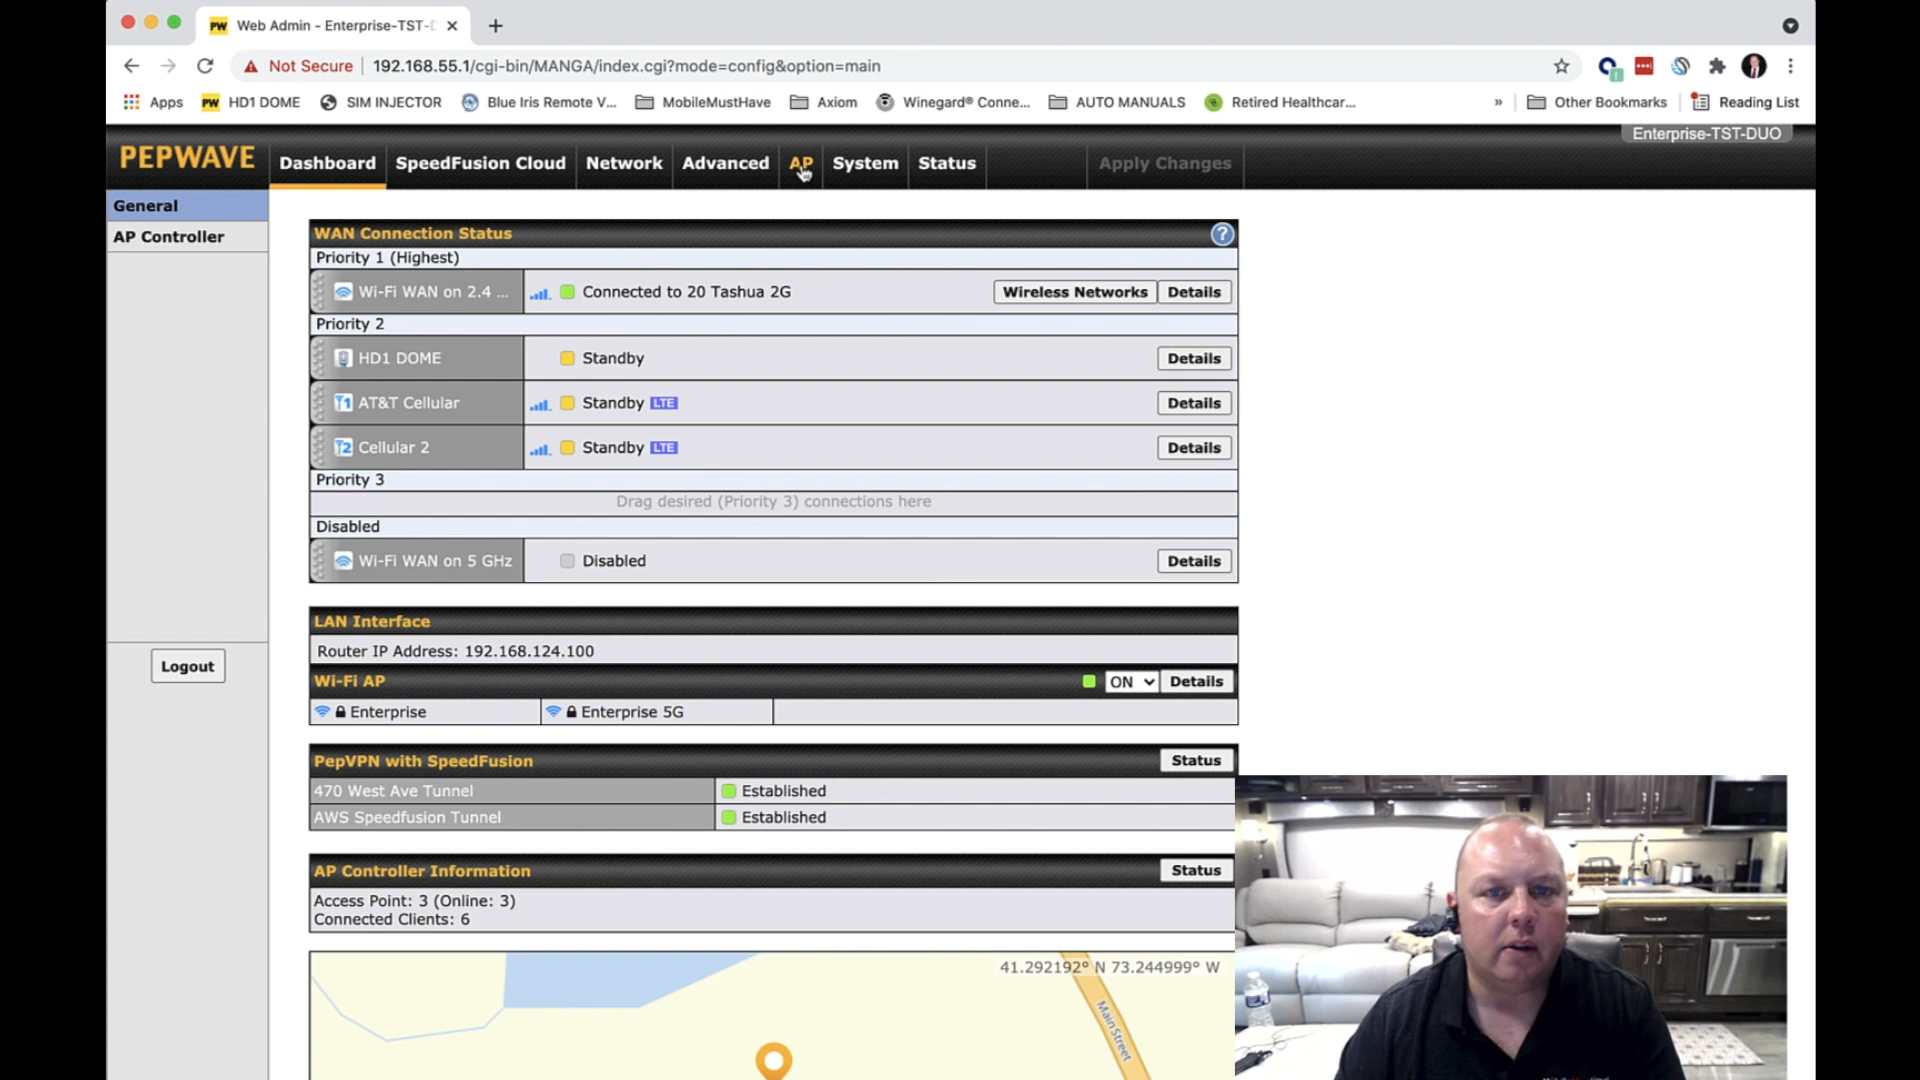 PW Web Admin - Enterprise-TST-D
Not Secure 192.168.55.1/cgi-bin/MANGA/index.cgi?mode=config&option=main
Apps PW HD1 DOME SIM INJECTOR Blue Iris Remote V... MobileMustHave Axiom Winegard® Conne... AUTO MANUALS Retired Healthcar... » Other Bookmarks Reading List
Enterprise-TST-DUO
PEPWAVE Dashboard SpeedFusion Cloud Network Advanced AP System Status Apply Changes
General
AP Controller
Logout
WAN Connection Status ?
Priority 1 (Highest)
Wi-Fi WAN on 2.4 ... Connected to 20 Tashua 2G Wireless Networks Details
Priority 2
HD1 DOME Standby Details
1 AT&T Cellular Standby LTE Details
2 Cellular 2 Standby LTE Details
Priority 3
Drag desired (Priority 3) connections here
Disabled
Wi-Fi WAN on 5 GHz Disabled Details
LAN Interface
Router IP Address: 192.168.124.100
Wi-Fi AP ON Details
Enterprise Enterprise 5G
PepVPN with SpeedFusion Status
470 West Ave Tunnel Established
AWS Speedfusion Tunnel Established
AP Controller Information Status
Access Point: 3 (Online: 3)
Connected Clients: 6
41.292192° N 73.244999° W
Main Street